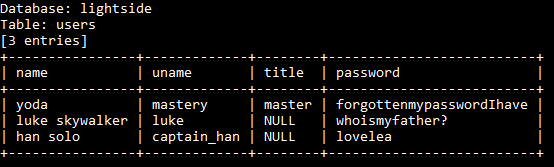 Database: lightside
Table: users
[3 entries]
+----------------+-------------+--------+--------------------------+
| name | uname | title | password |
+----------------+-------------+--------+--------------------------+
| yoda | mastery | master | forgottenmypasswordIhave |
| luke skywalker | luke | NULL | whoismyfather? |
| han solo | captain_han | NULL | lovelea |
+----------------+-------------+--------+--------------------------+